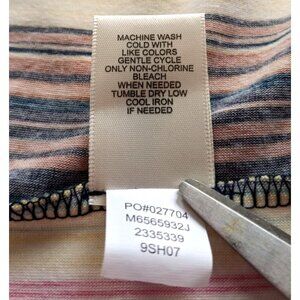 MACHINE WASH
COLD WITH
LIKE COLORS
GENTLE CYCLE
ONLY NON-CHLORINE
BLEACH
WHEN NEEDED
TUMBLE DRY LOW
COOL IRON
IF NEEDED
PO#027704
M6565932J
2335339
9SH07